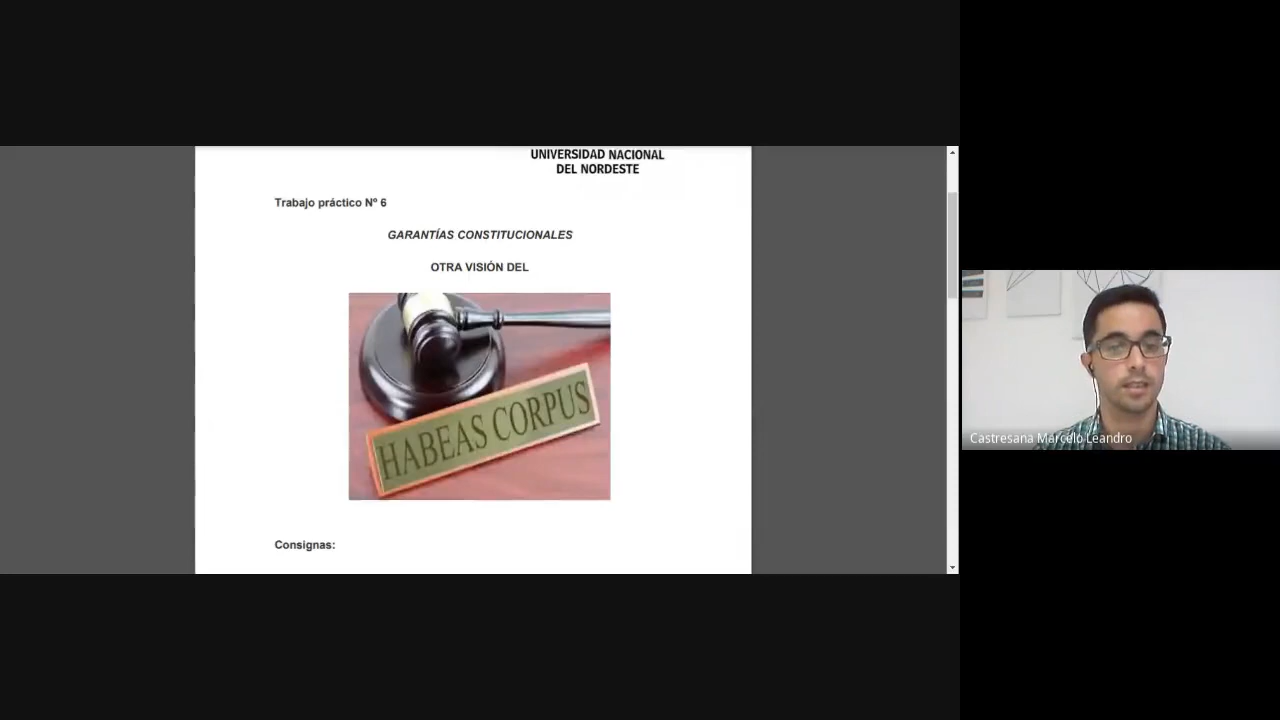 UNIVERSIDAD NACIONAL
DEL NORDESTE
Trabajo práctico Nº 6
GARANTÍAS CONSTITUCIONALES
OTRA VISIÓN DEL
HABEAS CORPUS
Consignas:
Castresana Marcelo Leandro